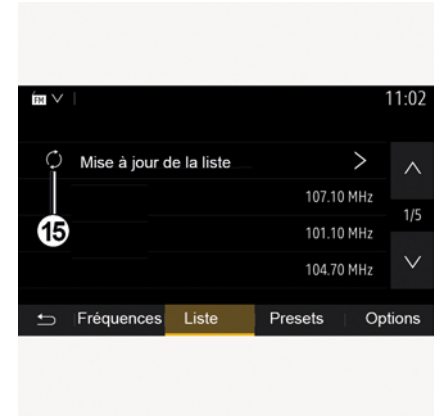 FM 11:02
Mise à jour de la liste
107.10 MHz
15
1/5
101.10 MHz
104.70 MHz
Fréquences Liste Presets Options